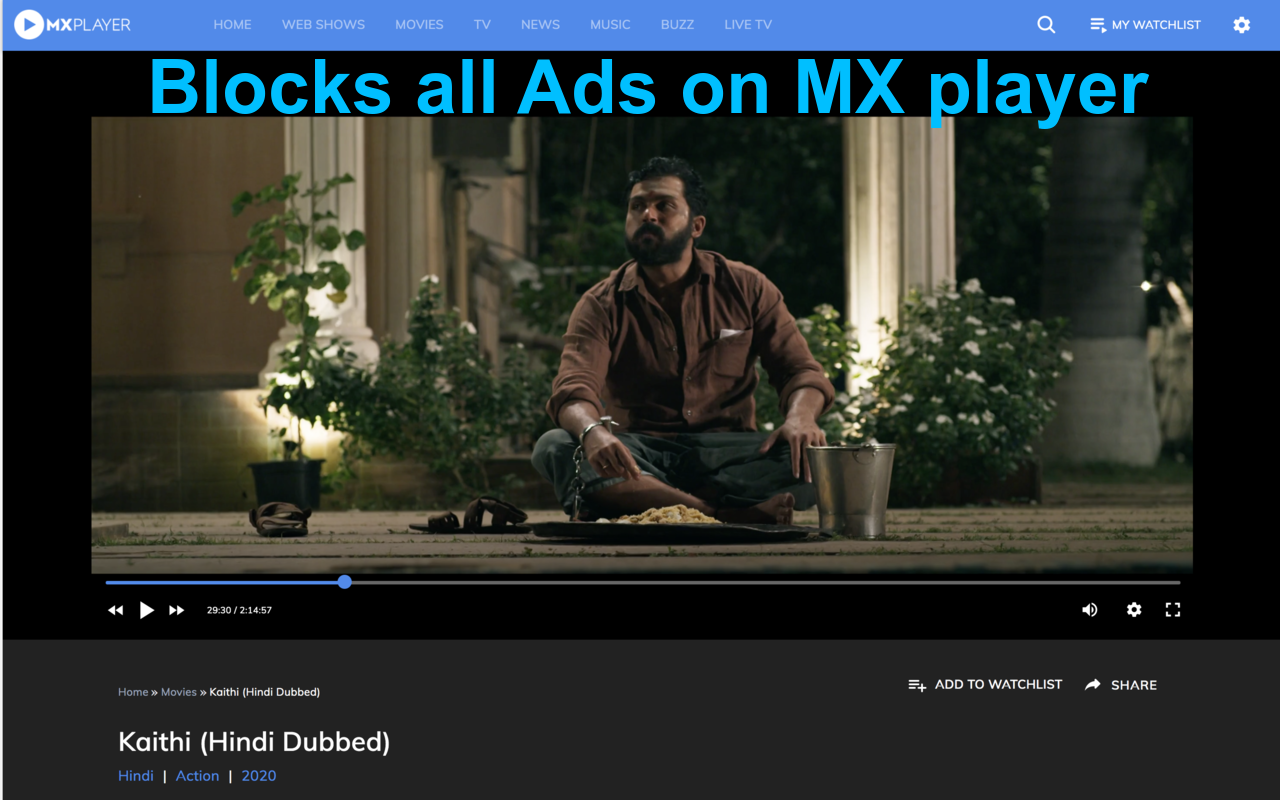 MXPLAYER HOME WEB SHOWS MOVIES TV NEWS MUSIC BUZZ LIVE TV MY WATCHLIST
Blocks all Ads on MX player
29:30 / 2:14:57
Home » Movies » Kaithi (Hindi Dubbed) ADD TO WATCHLIST SHARE
Kaithi (Hindi Dubbed)
Hindi | Action | 2020